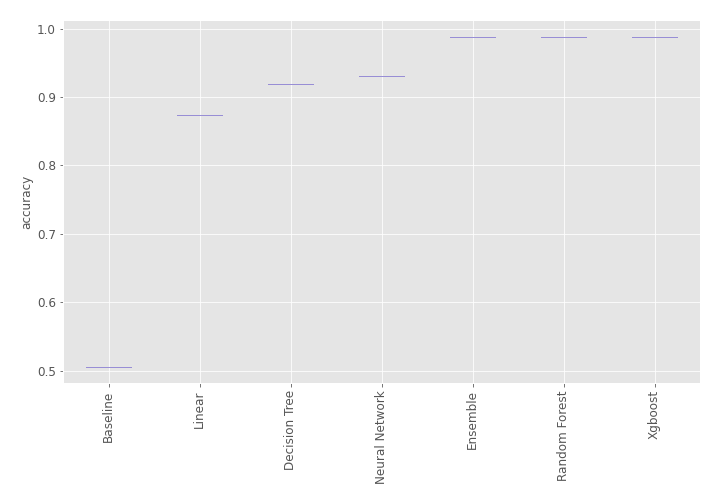 1.0
0.9
0.8
0.7
0.6
0.5
accuracy
Baseline
Linear
Decision Tree
Neural Network
Ensemble
Random Forest
Xgboost